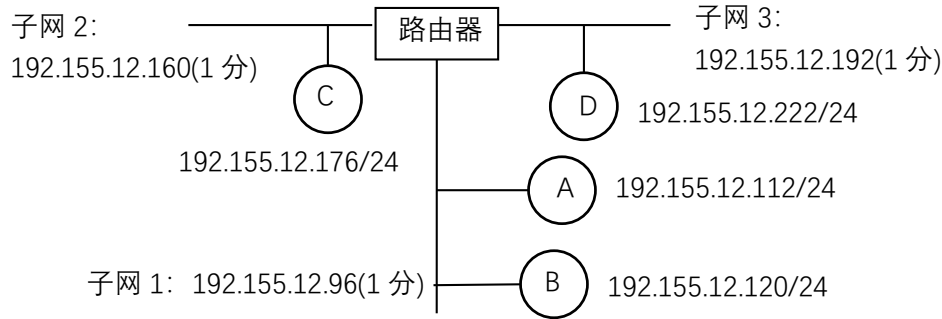 子网 2：
192.155.12.160(1 分)
路由器
子网 3：
192.155.12.192(1 分)
C
D
192.155.12.222/24
192.155.12.176/24
A
192.155.12.112/24
子网 1： 192.155.12.96(1 分)
B
192.155.12.120/24